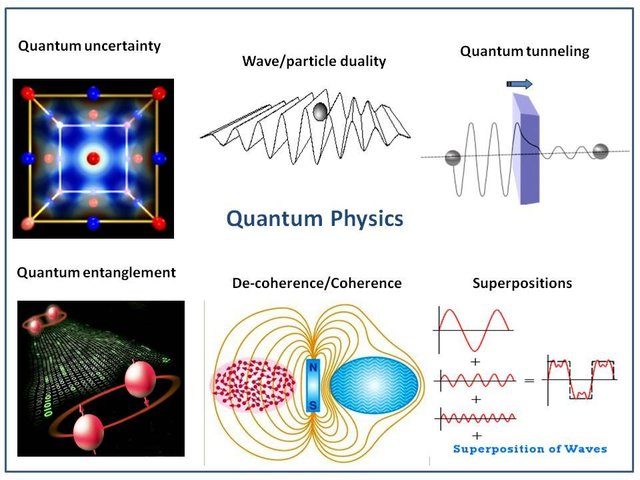 Quantum uncertainty
Wave/particle duality
Quantum tunneling
Quantum Physics
Quantum entanglement
De-coherence/Coherence
Superpositions
N
S
+
=
+
+
Superposition of Waves